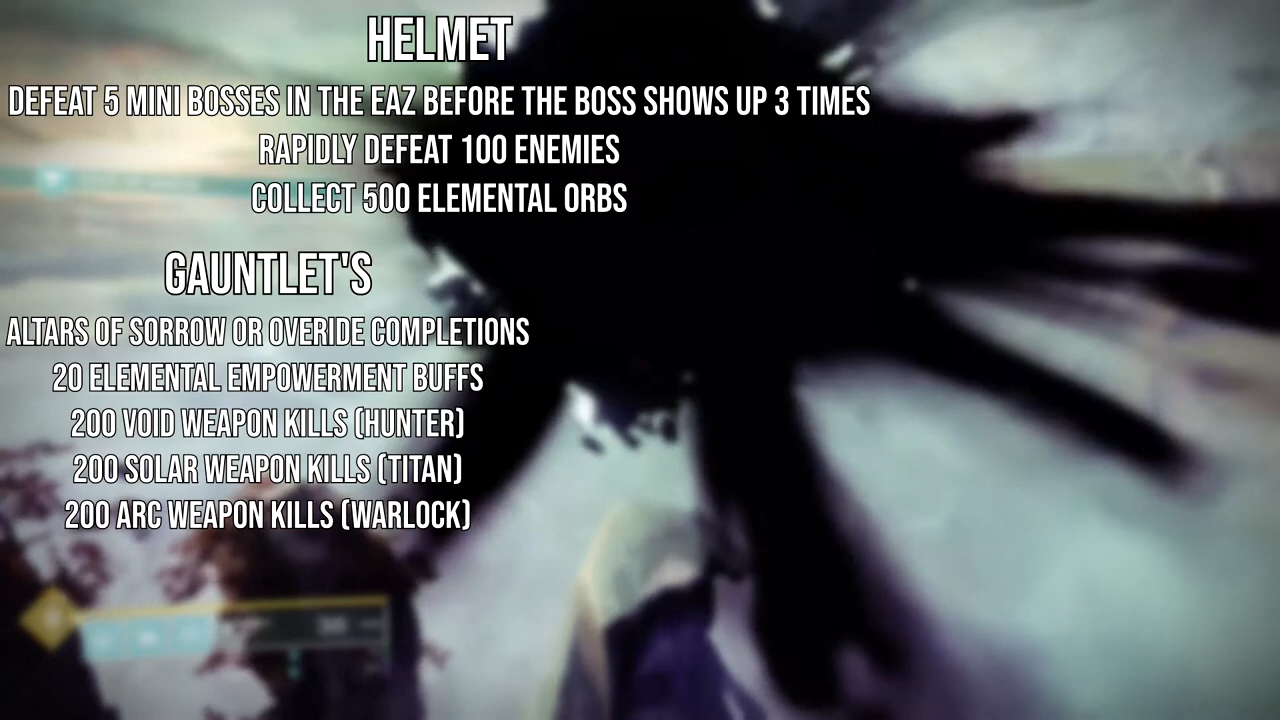 HELMET
DEFEAT 5 MINI BOSSES IN THE EAZ BEFORE THE BOSS SHOWS UP 3 TIMES
RAPIDLY DEFEAT 100 ENEMIES
COLLECT 500 ELEMENTAL ORBS
GAUNTLET'S
ALTARS OF SORROW OR OVERIDE COMPLETIONS
20 ELEMENTAL EMPOWERMENT BUFFS
200 VOID WEAPON KILLS (HUNTER)
200 SOLAR WEAPON KILLS (TITAN)
200 ARC WEAPON KILLS (WARLOCK)